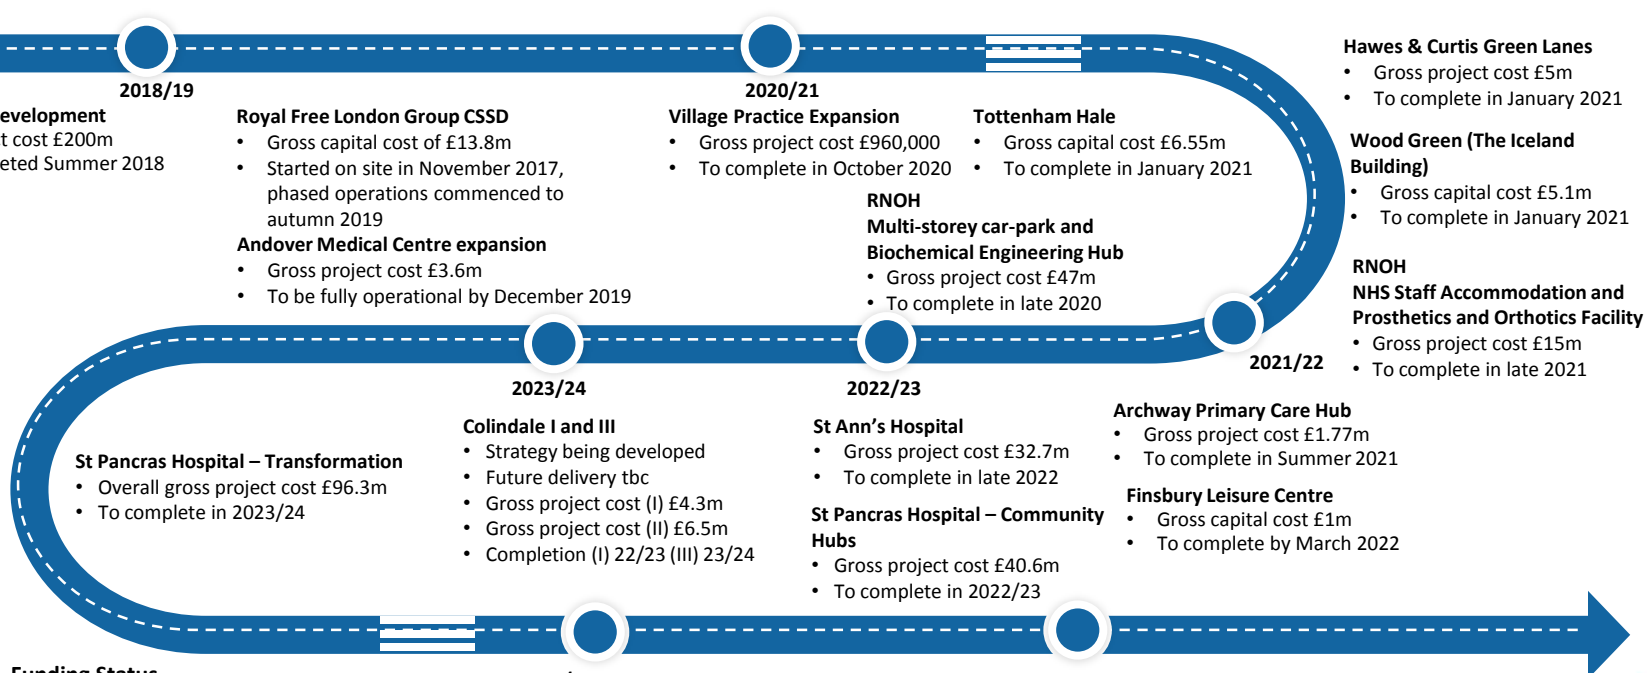 2018/19
evelopment
t cost £200m
eted Summer 2018
Royal Free London Group CSSD
• Gross capital cost of £13.8m
• Started on site in November 2017,
phased operations commenced to
autumn 2019
Andover Medical Centre expansion
• Gross project cost £3.6m
• To be fully operational by December 2019
2020/21
Village Practice Expansion
• Gross project cost £960,000
• To complete in October 2020
Tottenham Hale
• Gross capital cost £6.55m
• To complete in January 2021
RNOH
Multi-storey car-park and
Biochemical Engineering Hub
• Gross project cost £47m
• To complete in late 2020
Hawes & Curtis Green Lanes
• Gross project cost £5m
• To complete in January 2021
Wood Green (The Iceland
Building)
• Gross capital cost £5.1m
• To complete in January 2021
RNOH
NHS Staff Accommodation and
Prosthetics and Orthotics Facility
• Gross project cost £15m
• To complete in late 2021
2021/22
Archway Primary Care Hub
• Gross project cost £1.77m
• To complete in Summer 2021
Finsbury Leisure Centre
• Gross capital cost £1m
• To complete by March 2022
2022/23
St Ann’s Hospital
• Gross project cost £32.7m
• To complete in late 2022
St Pancras Hospital – Community
Hubs
• Gross project cost £40.6m
• To complete in 2022/23
2023/24
Colindale I and III
• Strategy being developed
• Future delivery tbc
• Gross project cost (I) £4.3m
• Gross project cost (II) £6.5m
• Completion (I) 22/23 (III) 23/24
St Pancras Hospital – Transformation
• Overall gross project cost £96.3m
• To complete in 2023/24
Funding Status